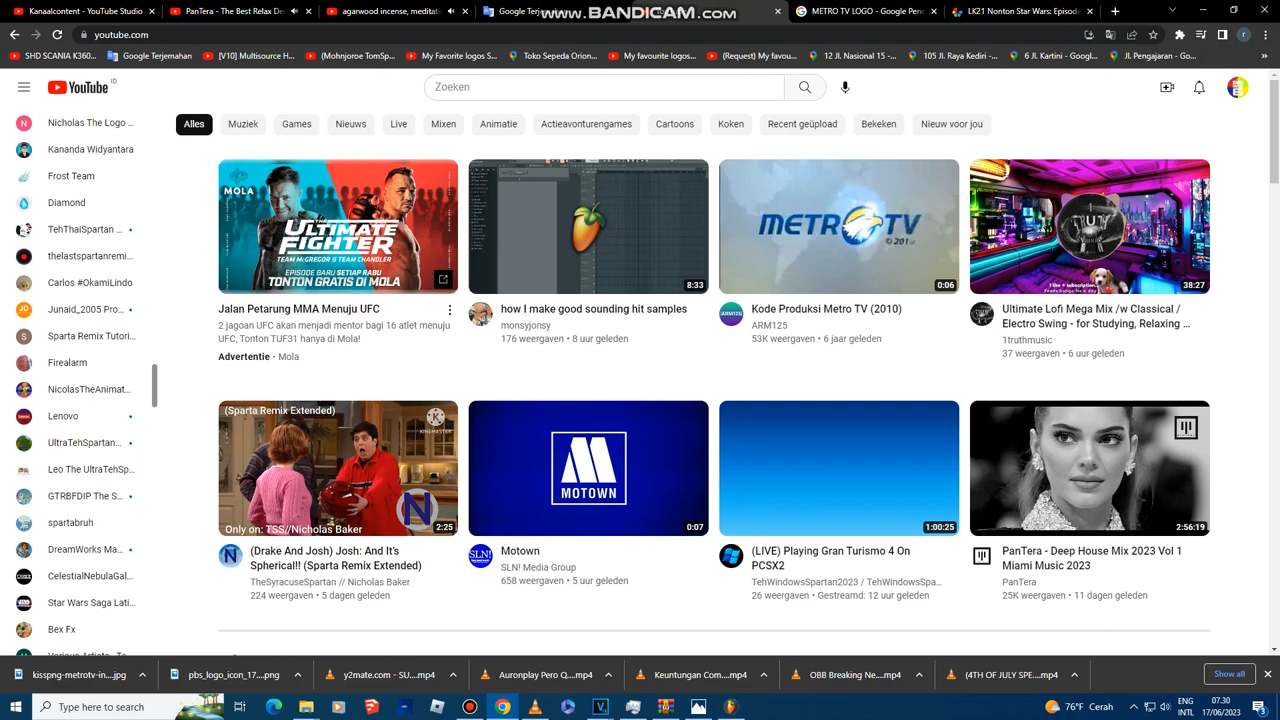 Kanaalcontent - YouTube Studio
PanTera - The Best Relax De
agarwood incense, meditati
Google Terjem
www.BANDICAM.com
METRO TV LOGO - Google Pene
LK21 Nonton Star Wars: Episode
youtube.com
SHD SCALA K360...
Google Terjemahan
[V10] Multisource H...
(Mohnjoroe TomSp...
My Favorite Logos...
Toko Sepeda Orion...
My favourite logos...
(Request) My favou...
12 Jl. Nasional 15 -...
105 Jl. Raya Kediri -...
6 Jl. Kartini - Googl...
Jl. Pengajaran - Go...
YouTube ID
Zoeken
Nicholas The Logo ...
Kananda Widyantara
Frost Team
Diamond
TehThaiSpartan ...
thelastspartanremi...
Carlos #OkamiLindo
Junaid_2005 Pro...
Sparta Remix Tutori...
Firealarm
NicolasTheAnimat...
Lenovo
UltraTehSpartan...
Leo The UltraTehSp...
GTRBFDIP The S...
spartabruh
DreamWorks Ma...
CelestialNebulaGal...
Star Wars Saga Lati...
Bex Fx
Various Artists - To
Alles
Muziek
Games
Nieuws
Live
Mixen
Animatie
Actieavonturengames
Cartoons
Koken
Recent geüpload
Bekeken
Nieuw voor jou
MOLA
THE
ULTIMATE
FIGHTER
TEAM McGREGOR & TEAM CHANDLER
EPISODE BARU SETIAP RABU
TONTON GRATIS DI MOLA
Jalan Petarung MMA Menuju UFC
2 jagoan UFC akan menjadi mentor bagi 16 atlet menuju
UFC, Tonton TUF31 hanya di Mola!
Advertentie • Mola
8:33
how I make good sounding hit samples
monsyjonsy
176 weergaven • 8 uur geleden
METRO
0:06
Kode Produksi Metro TV (2010)
ARM125
ARM125
53K weergaven • 6 jaar geleden
U
1 like + 1 subscription
38:27
Ultimate Lofi Mega Mix /w Classical /
Electro Swing - for Studying, Relaxing ...
1truthmusic
37 weergaven • 6 uur geleden
(Sparta Remix Extended)
KINEMASTER
N
Only on: TSS//Nicholas Baker
2:25
(Drake And Josh) Josh: And It's
Spherical!! (Sparta Remix Extended)
TheSyracuseSpartan // Nicholas Baker
224 weergaven • 5 dagen geleden
MOTOWN
0:07
Motown
SLN!
SLN! Media Group
658 weergaven • 5 uur geleden
1:00:25
(LIVE) Playing Gran Turismo 4 On
PCSX2
TehWindowsSpartan2023 / TehWindowsSpa...
26 weergaven • Gestreamd: 12 uur geleden
2:56:19
PanTera - Deep House Mix 2023 Vol 1
Miami Music 2023
PanTera
25K weergaven • 11 dagen geleden
kisspng-metrotv-in....jpg
pbs_logo_icon_17....png
y2mate.com - SU....mp4
Q....mp4
Keuntungan Com....mp4
OBB Breaking N....mp4
(4TH OF JULY SPE....mp4
Show all
Type here to search
76°F Cerah
ENG
INTL
07.30
17/06/2023
3